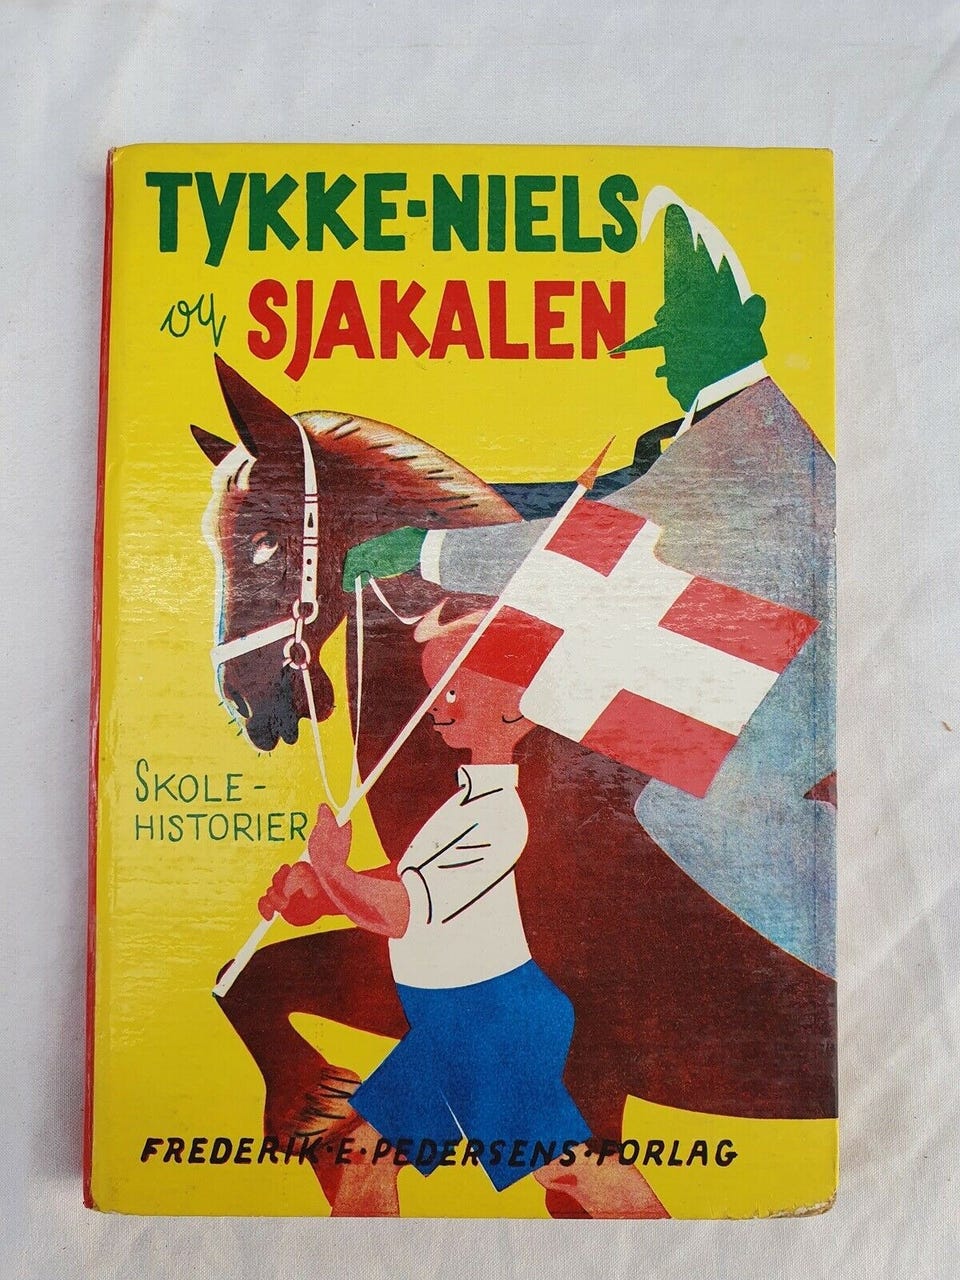 TYKKE-NIELS
og SJAKALEN
SKOLE-
HISTORIER
FREDERIK·E·PEDERSENS·FORLAG